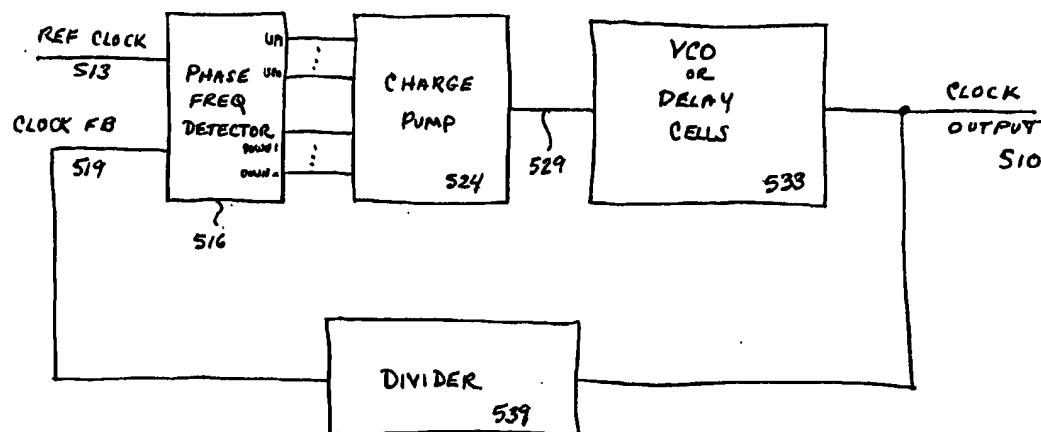 REF CLOCK
513
CLOCK FB
519
PHASE
FREQ
DETECTOR
UP1
UPn
DOWN1
DOWNn
516
CHARGE
PUMP
524
529
VCO
OR
DELAY
CELLS
533
CLOCK
OUTPUT
510
DIVIDER
539